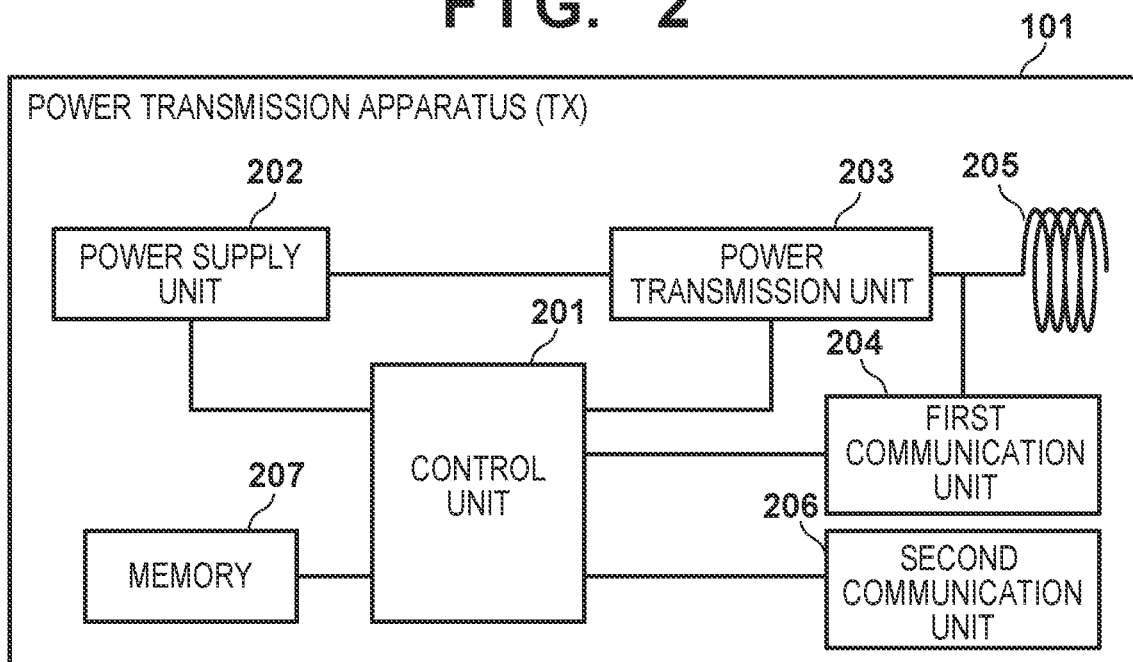 FIG. 2
101
POWER TRANSMISSION APPARATUS (TX)
202
203
205
POWER SUPPLY
UNIT
POWER
TRANSMISSION UNIT
201
204
CONTROL
UNIT
FIRST
COMMUNICATION
UNIT
207
206
MEMORY
SECOND
COMMUNICATION
UNIT